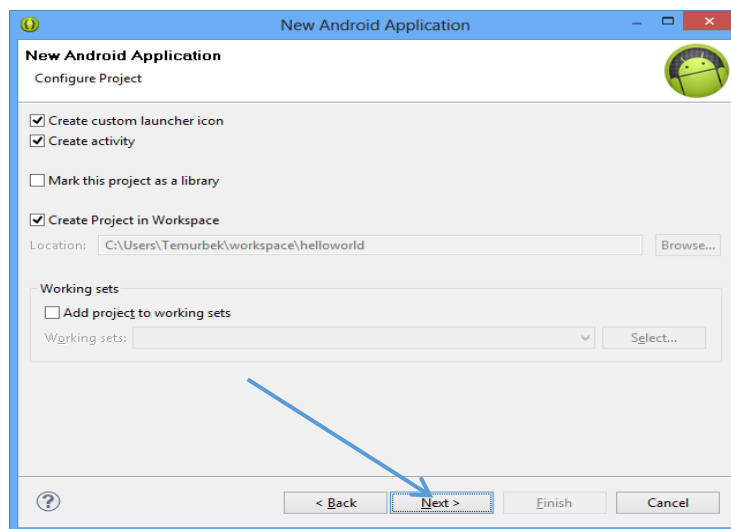 New Android Application
New Android Application
Configure Project
Create custom launcher icon
Create activity
Mark this project as a library
Create Project in Workspace
Location: C:\Users\Temurbek\workspace\helloworld Browse...
Working sets
Add project to working sets
Working sets: Select...
? < Back Next > Finish Cancel